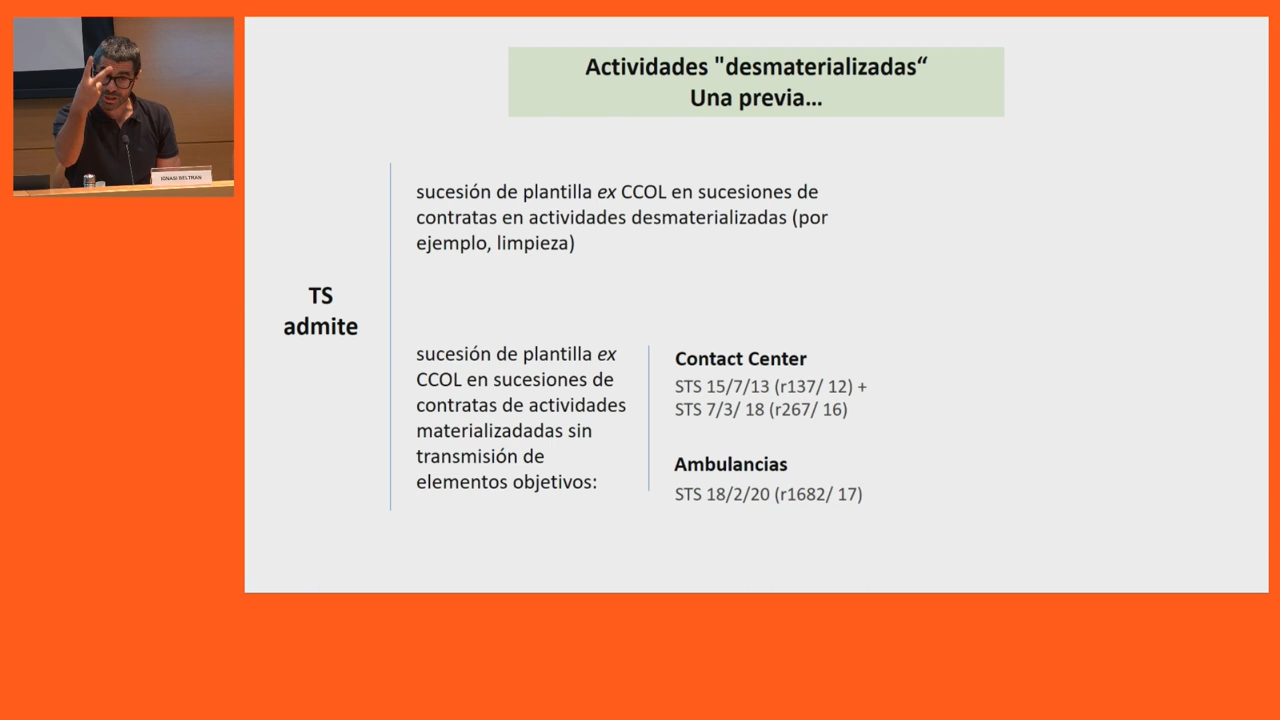 IGNASI BELTRAN
Actividades "desmaterializadas“
Una previa...
TS
admite
sucesión de plantilla ex CCOL en sucesiones de
contratas en actividades desmaterializadas (por
ejemplo, limpieza)
sucesión de plantilla ex
CCOL en sucesiones de
contratas de actividades
materializadadas sin
transmisión de
elementos objetivos:
Contact Center
STS 15/7/13 (r137/ 12) +
STS 7/3/ 18 (r267/ 16)
Ambulancias
STS 18/2/20 (r1682/ 17)